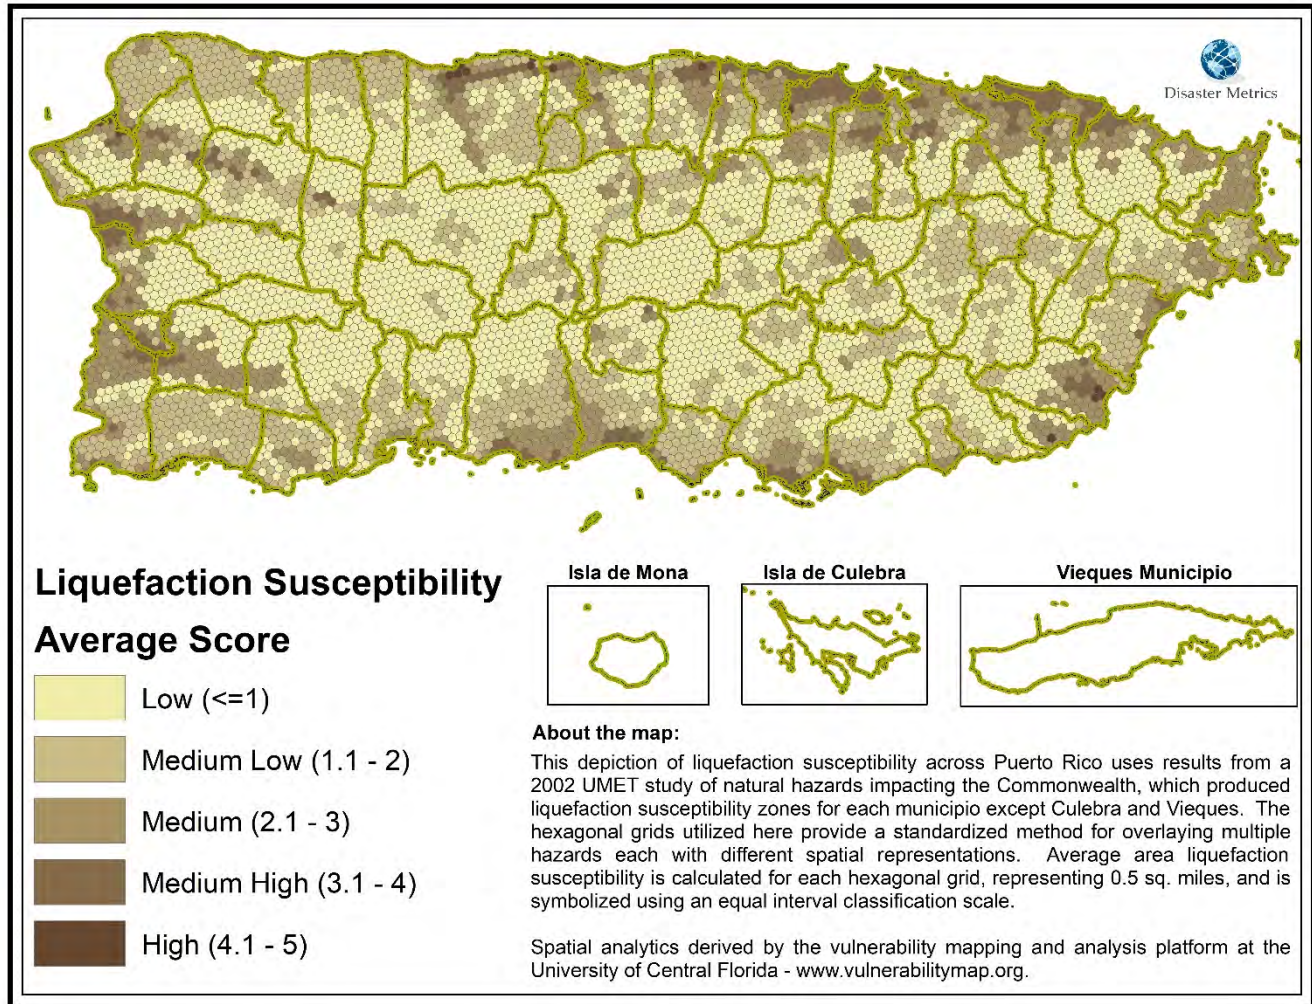 Disaster Metrics
Liquefaction Susceptibility
Average Score
Low (<=1)
Medium Low (1.1 - 2)
Medium (2.1 - 3)
Medium High (3.1 - 4)
High (4.1 - 5)
Isla de Mona
Isla de Culebra
Vieques Municipio
About the map:
This depiction of liquefaction susceptibility across Puerto Rico uses results from a
2002 UMET study of natural hazards impacting the Commonwealth, which produced
liquefaction susceptibility zones for each municipio except Culebra and Vieques. The
hexagonal grids utilized here provide a standardized method for overlaying multiple
hazards each with different spatial representations. Average area liquefaction
susceptibility is calculated for each hexagonal grid, representing 0.5 sq. miles, and is
symbolized using an equal interval classification scale.
Spatial analytics derived by the vulnerability mapping and analysis platform at the
University of Central Florida - www.vulnerabilitymap.org.